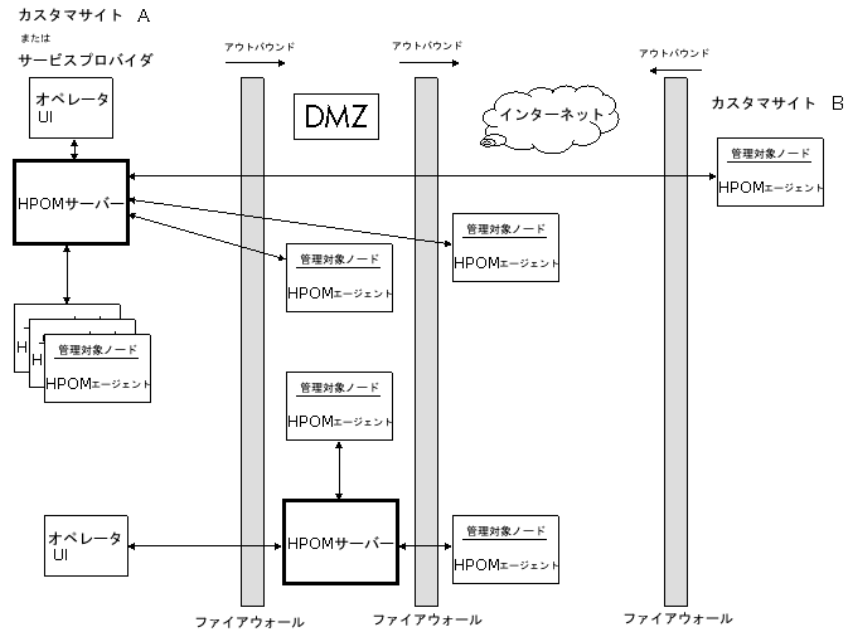 カスタマサイト A
または
サービスプロバイダ
アウトバウンド
アウトバウンド
アウトバウンド
オペレータ
UI
DMZ
インターネット
カスタマサイト B
管理対象ノード
HPOMエージェント
HPOMサーバー
管理対象ノード
HPOMエージェント
管理対象ノード
HPOMエージェント
H
H
管理対象ノード
HPOMエージェント
管理対象ノード
HPOMエージェント
オペレータ
UI
HPOMサーバー
管理対象ノード
HPOMエージェント
ファイアウォール
ファイアウォール
ファイアウォール